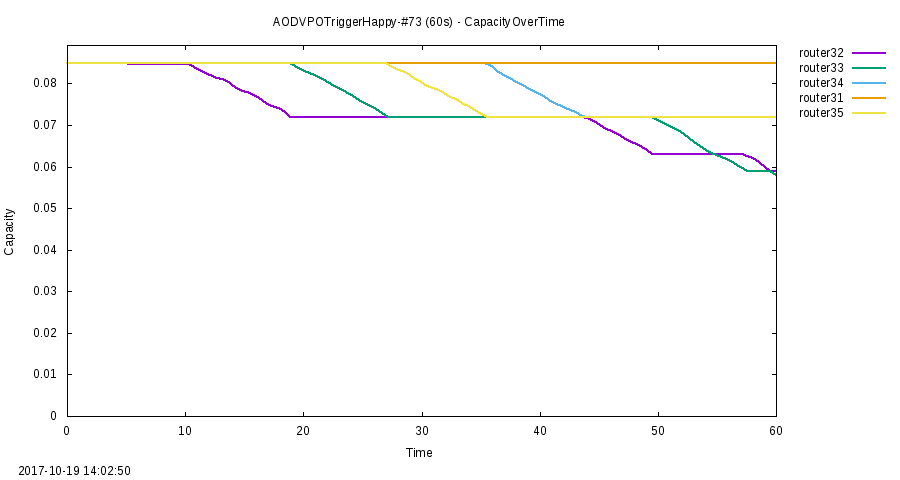 AODVPOTriggerHappy-#73 (60s) - CapacityOverTime
router32
router33
router34
router31
router35
0.08
0.07
0.06
0.05
0.04
0.03
0.02
0.01
0
Capacity
0 10 20 30 40 50 60
Time
2017-10-19 14:02:50